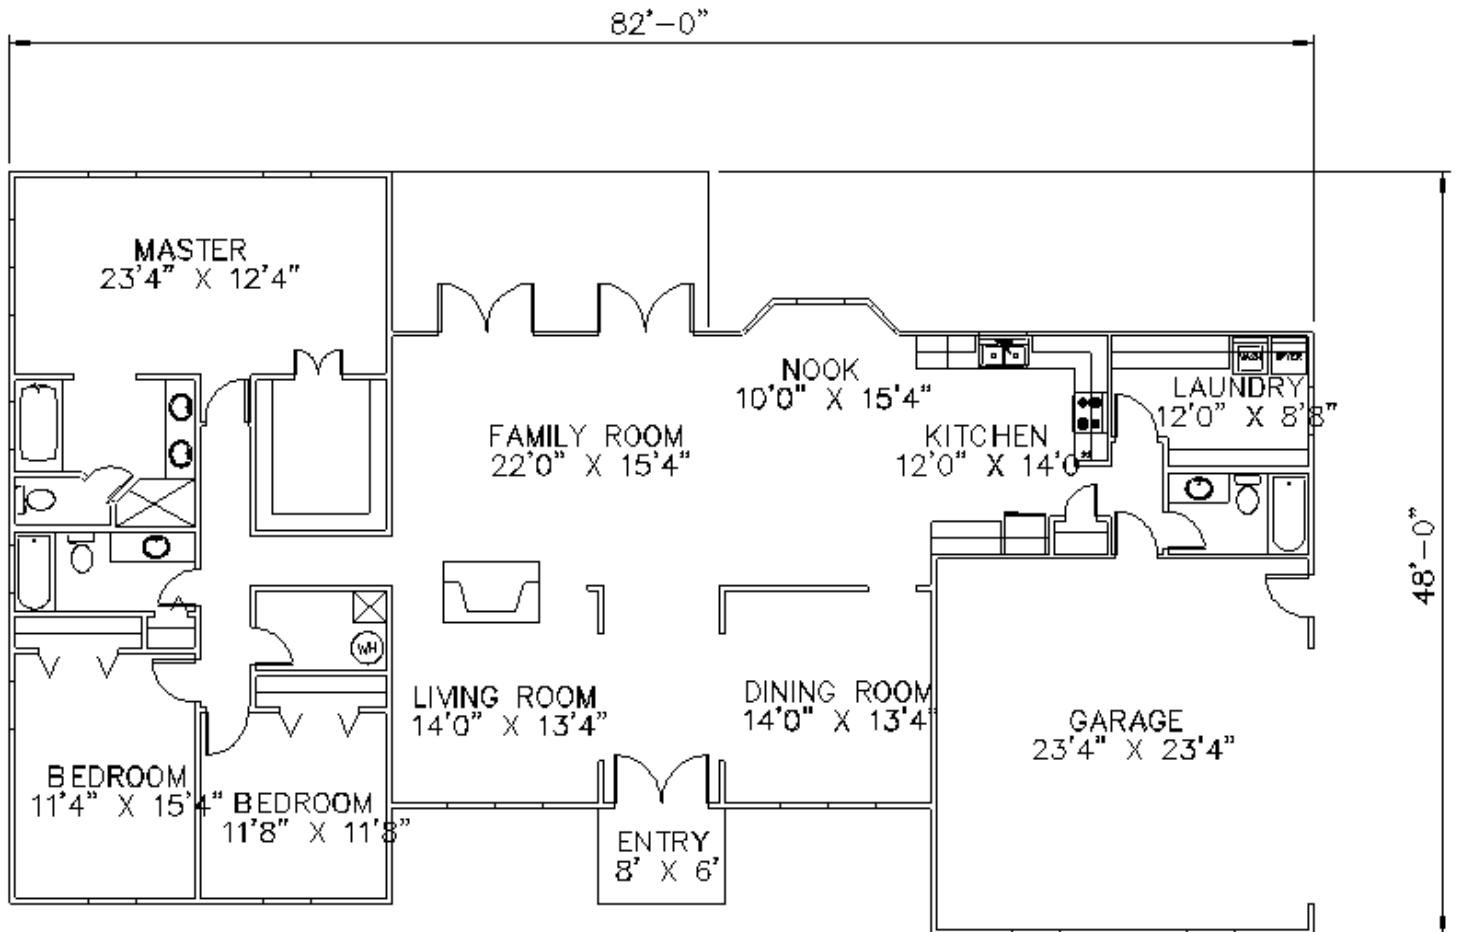 82'-0"
MASTER
23'4" X 12'4"
NOOK
10'0" X 15'4"
WASH
DRYER
LAUNDRY
12'0" X 8'8"
FAMILY ROOM
22'0" X 15'4"
KITCHEN
12'0" X 14'0"
48'-0"
WH
LIVING ROOM
14'0" X 13'4"
DINING ROOM
14'0" X 13'4"
GARAGE
23'4" X 23'4"
BEDROOM
11'4" X 15'4"
BEDROOM
11'8" X 11'8"
ENTRY
8' X 6'